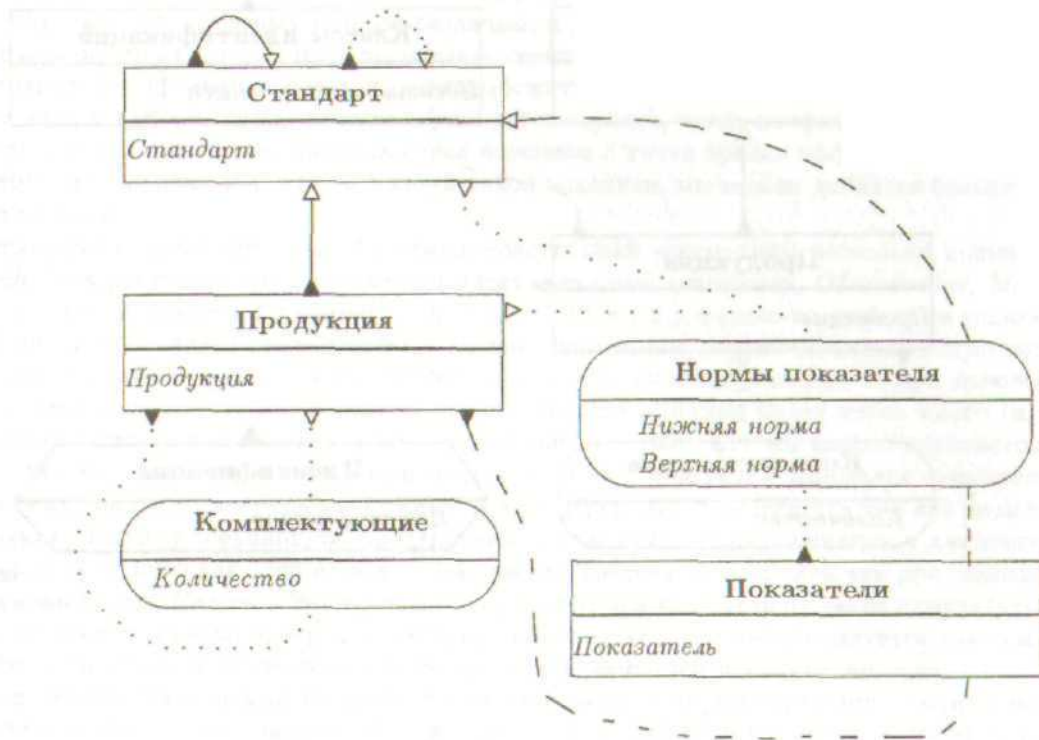 Стандарт
Стандарт
Продукция
Продукция
Нормы показателя
Нижняя норма
Верхняя норма
Комплектующие
Количество
Показатели
Показатель